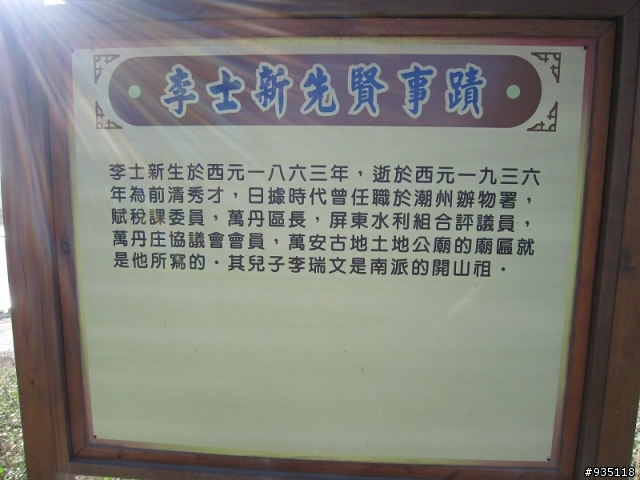 李士新先賢事蹟
李士新生於西元一八六三年，逝於西元一九三六
年為前清秀才，日據時代曾任職於潮州辦物署，
賦稅課委員，萬丹區長，屏東水利組合評議員，
萬丹庄協議會會員，萬安古地土地公廟的廟匾就
是他所寫的．其兒子李瑞文是南派的開山祖．
#935118